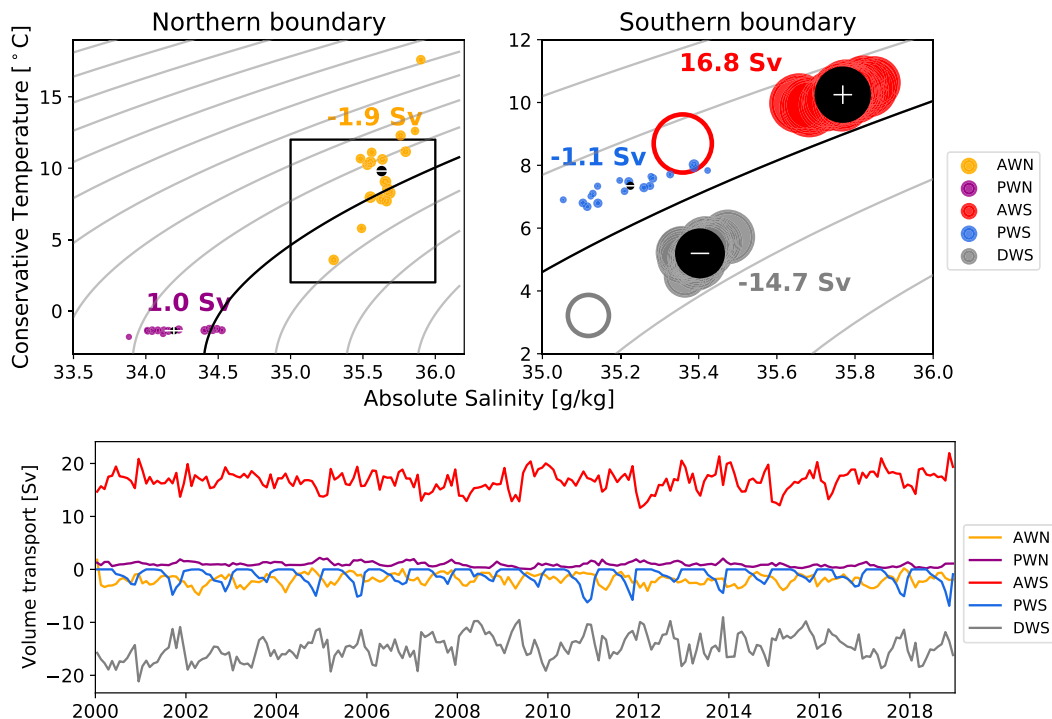 Northern boundary
Southern boundary
Conservative Temperature [°C]
15
10
5
0
-1.9 Sv
1.0 Sv
33.5 34.0 34.5 35.0 35.5 36.0
12
10
8
6
4
2
16.8 Sv
-1.1 Sv
-14.7 Sv
35.0 35.2 35.4 35.6 35.8 36.0
Absolute Salinity [g/kg]
AWN
PWN
AWS
PWS
DWS
Volume transport [Sv]
20
10
0
−10
−20
2000 2002 2004 2006 2008 2010 2012 2014 2016 2018
AWN
PWN
AWS
PWS
DWS